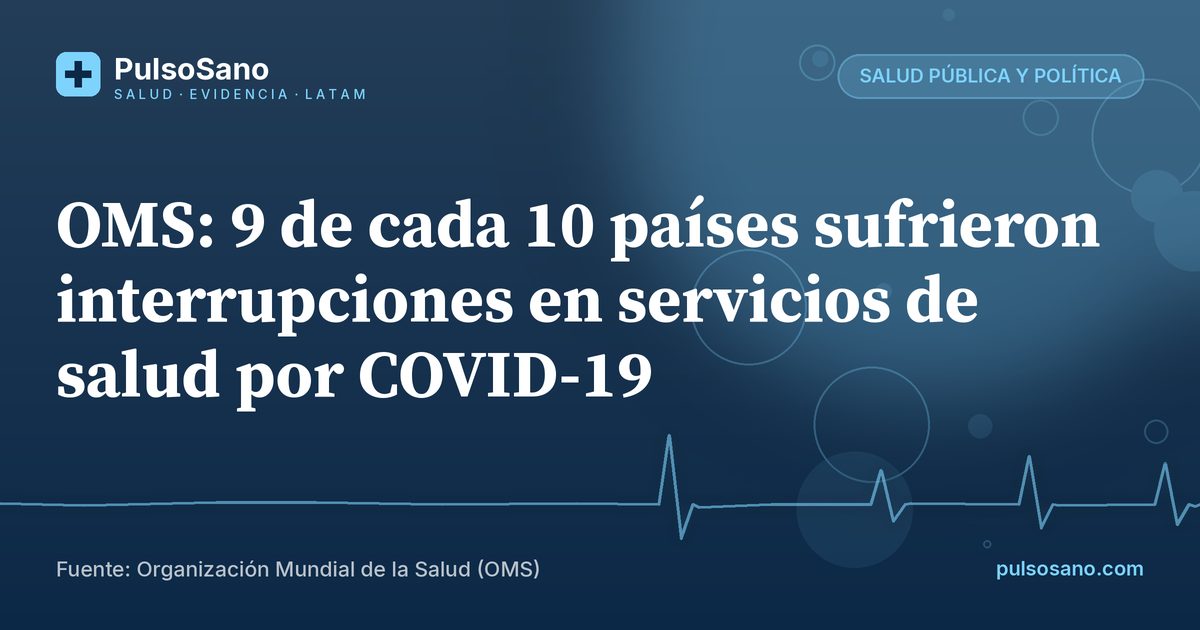 PulsoSano
SALUD · EVIDENCIA · LATAM
SALUD PÚBLICA Y POLÍTICA
OMS: 9 de cada 10 países sufrieron
interrupciones en servicios de
salud por COVID-19
Fuente: Organización Mundial de la Salud (OMS)
pulsosano.com